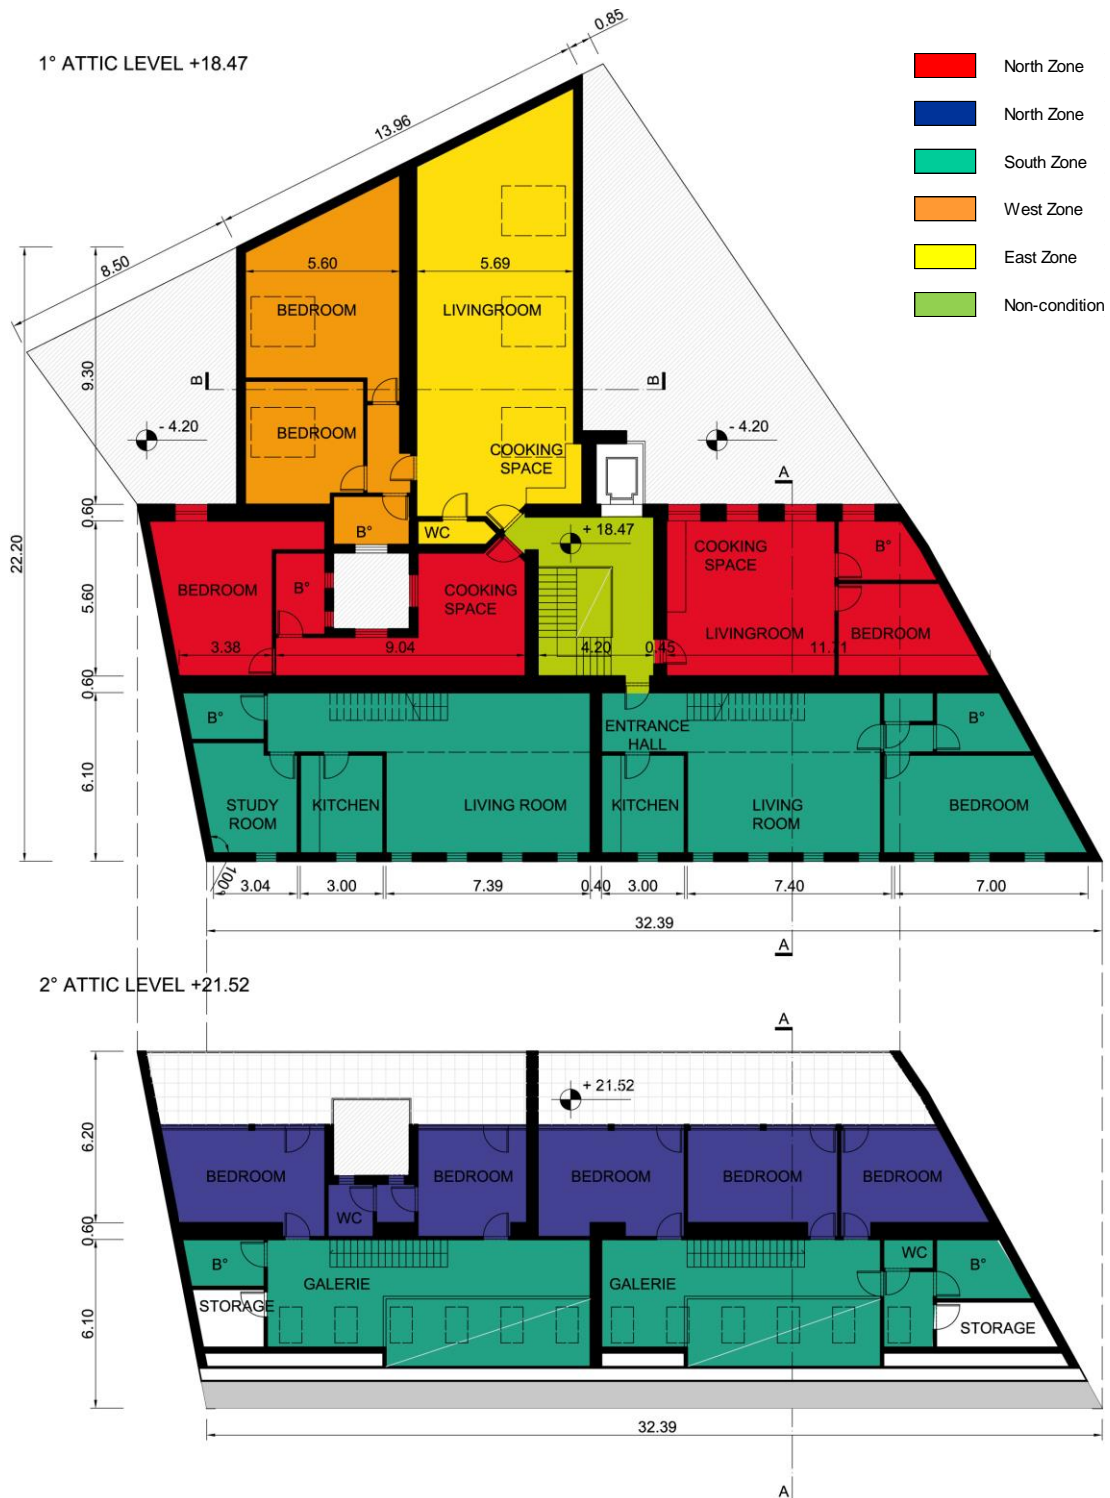 0.85
1° ATTIC LEVEL +18.47
North Zone
13.96
North Zone
South Zone
West Zone
8.50
5.60
5.69
East Zone
BEDROOM
LIVINGROOM
Non-condition
9.30
B
B
- 4.20
BEDROOM
- 4.20
COOKING
SPACE
A
0.60
22.20
B°
WC
+ 18.47
COOKING
SPACE
B°
5.60
BEDROOM
B°
COOKING
SPACE
LIVINGROOM
BEDROOM
3.38
9.04
4.20
0.45
11.71
0.60
B°
ENTRANCE
HALL
B°
6.10
STUDY
ROOM
KITCHEN
LIVING ROOM
KITCHEN
LIVING
ROOM
BEDROOM
100°
3.04
3.00
7.39
0.40
3.00
7.40
7.00
32.39
A
2° ATTIC LEVEL +21.52
A
+ 21.52
6.20
BEDROOM
BEDROOM
BEDROOM
BEDROOM
BEDROOM
WC
0.60
B°
GALERIE
GALERIE
WC
B°
6.10
STORAGE
STORAGE
32.39
A